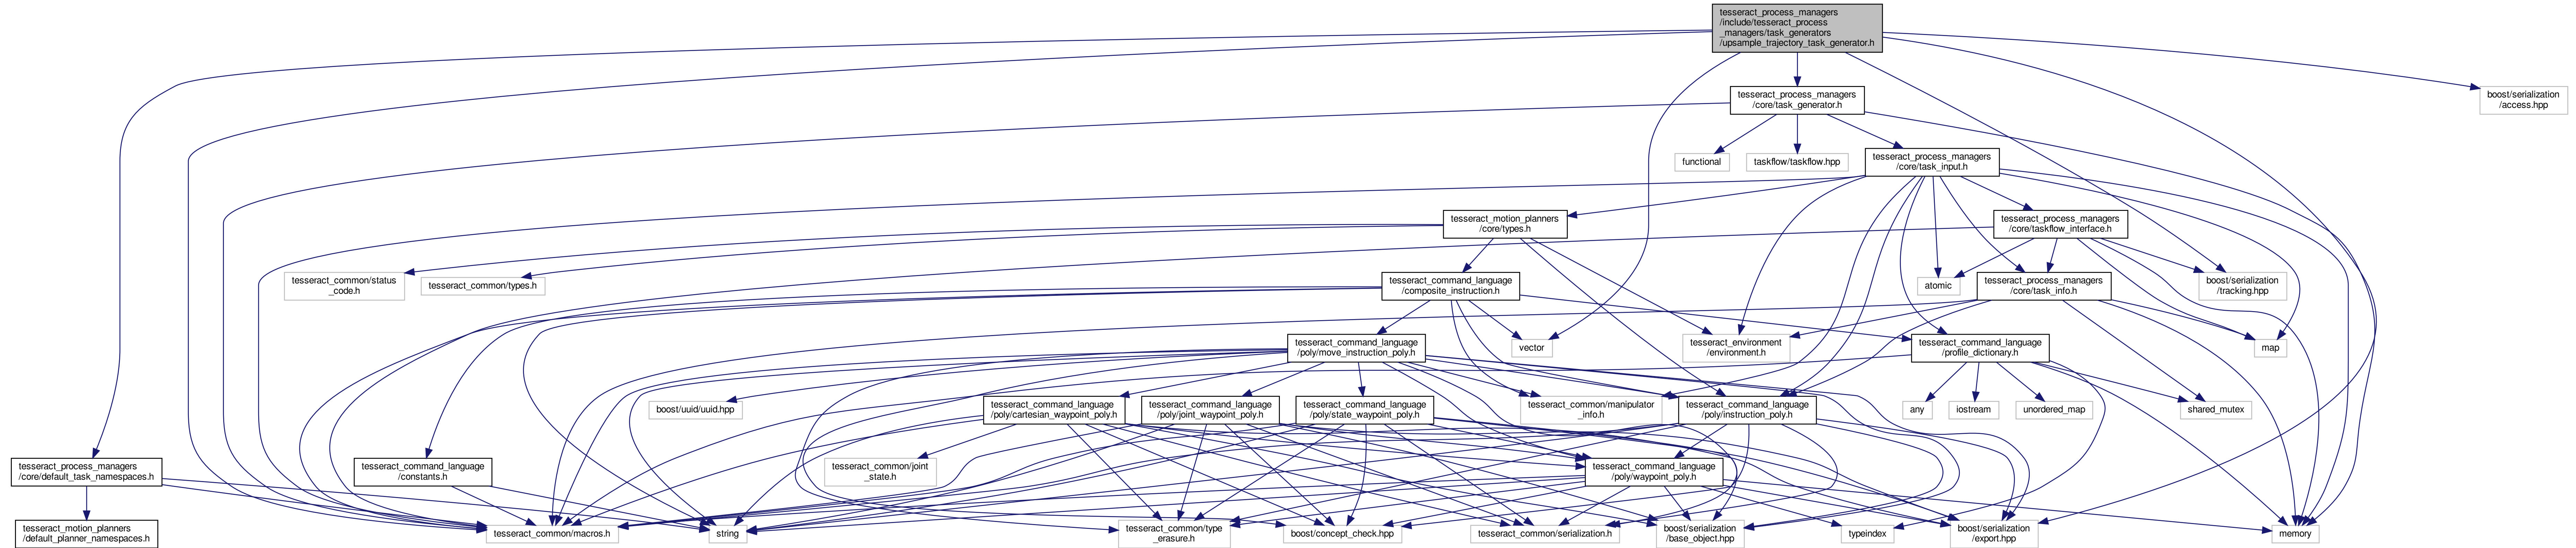 tesseract_process_managers
/include/tesseract_process
_managers/task_generators
/upsample_trajectory_task_generator.h
tesseract_process_managers
/core/task_generator.h
boost/serialization
/access.hpp
functional
taskflow/taskflow.hpp
tesseract_process_managers
/core/task_input.h
tesseract_motion_planners
/core/types.h
tesseract_process_managers
/core/taskflow_interface.h
tesseract_common/status
_code.h
tesseract_common/types.h
tesseract_command_language
/composite_instruction.h
atomic
tesseract_process_managers
/core/task_info.h
boost/serialization
/tracking.hpp
tesseract_command_language
/poly/move_instruction_poly.h
vector
tesseract_environment
/environment.h
tesseract_command_language
/profile_dictionary.h
map
boost/uuid/uuid.hpp
tesseract_command_language
/poly/cartesian_waypoint_poly.h
tesseract_command_language
/poly/joint_waypoint_poly.h
tesseract_command_language
/poly/state_waypoint_poly.h
tesseract_common/manipulator
_info.h
tesseract_command_language
/poly/instruction_poly.h
any
iostream
unordered_map
shared_mutex
tesseract_process_managers
/core/default_task_namespaces.h
tesseract_command_language
/constants.h
tesseract_common/joint
_state.h
tesseract_command_language
/poly/waypoint_poly.h
tesseract_motion_planners
/default_planner_namespaces.h
tesseract_common/macros.h
string
tesseract_common/type
_erasure.h
boost/concept_check.hpp
tesseract_common/serialization.h
boost/serialization
/base_object.hpp
typeindex
boost/serialization
/export.hpp
memory